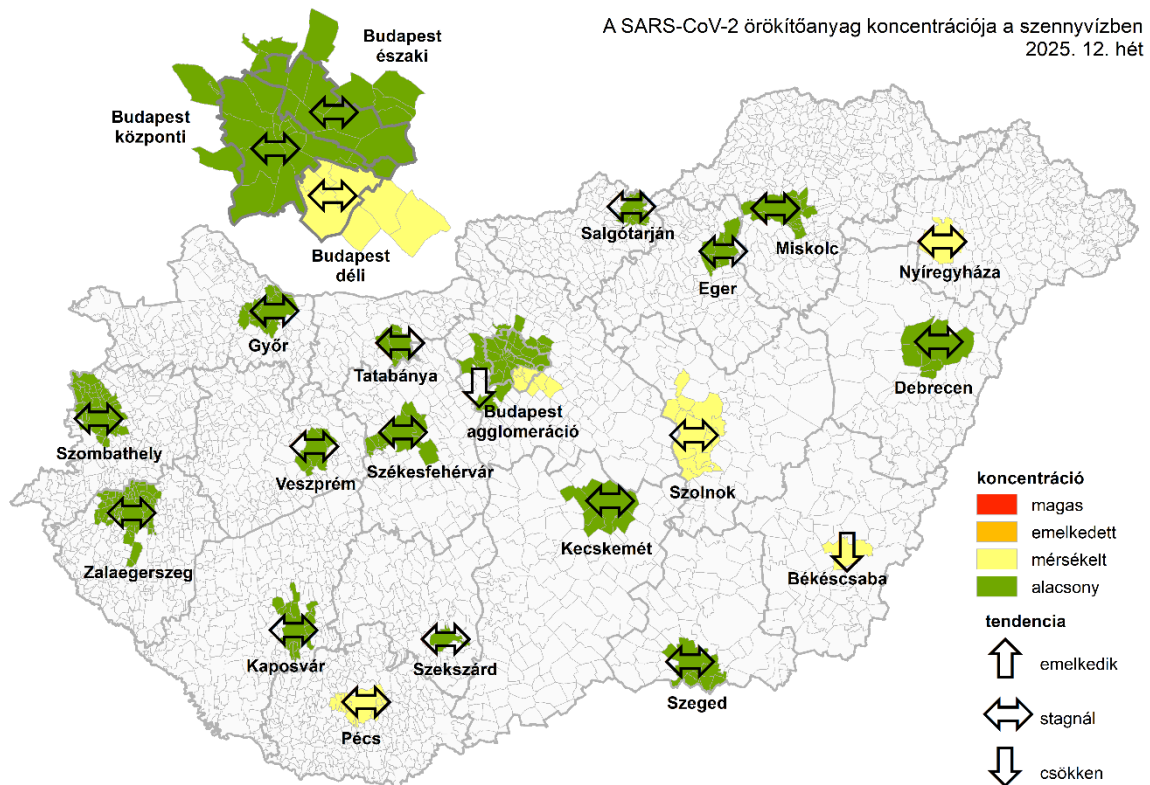 A SARS-CoV-2 örökítőanyag koncentrációja a szennyvízben
2025. 12. hét
Budapest
északi
Budapest
központi
Budapest
déli
Salgótarján
Miskolc
Eger
Nyíregyháza
Győr
Tatabánya
Debrecen
Budapest
agglomeráció
Szombathely
Veszprém
Székesfehérvár
Szolnok
Zalaegerszeg
Kecskemét
Békéscsaba
Kaposvár
Szekszárd
Szeged
Pécs
koncentráció
magas
emelkedett
mérsékelt
alacsony
tendencia
emelkedik
stagnál
csökken